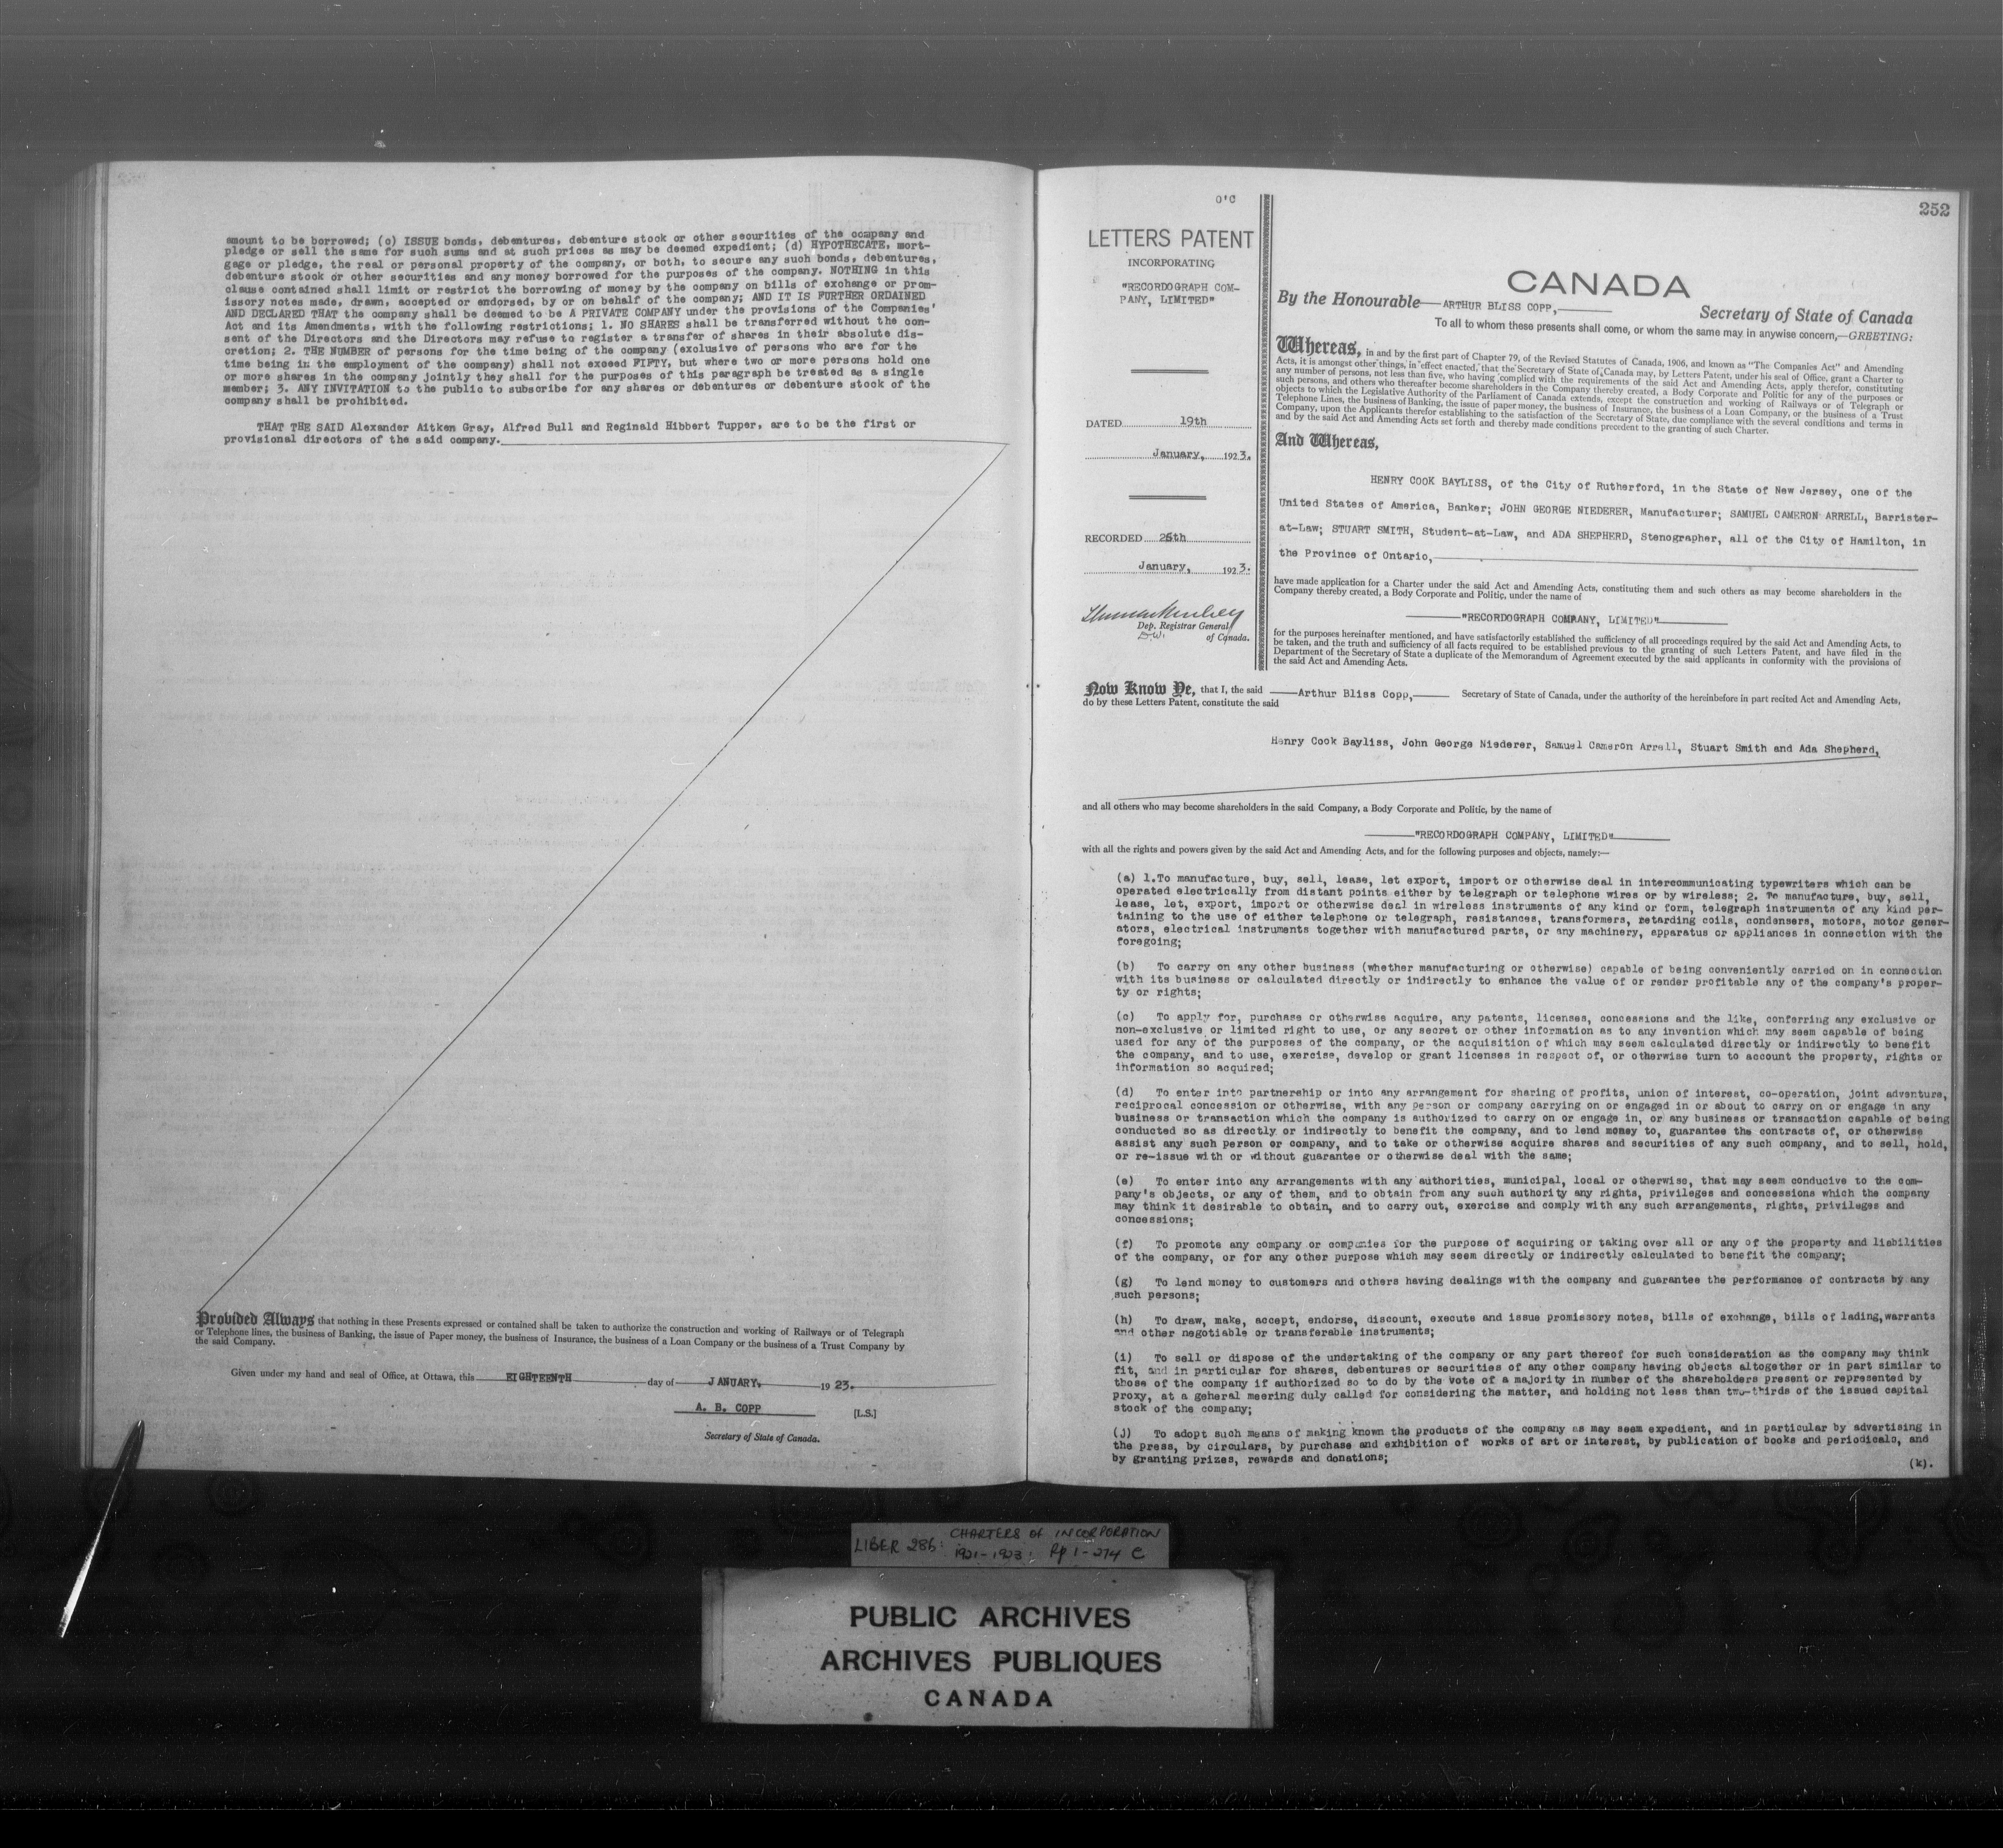 amount to be borrowed; (c) ISSUE bonds, debentures, debenture stock or other securities of the company and
pledge or sell the same for such sums and at such prices as may be deemed expedient; (d) HYPOTHECATE, mort-
gage or pledge, the real or personal property of the company, or both, to secure any such bonds, debentures,
debenture stock or other securities and any money borrowed for the purposes of the company. NOTHING in this
clause contained shall limit or restrict the borrowing of money by the company on bills of exchange or prom-
issory notes made, drawn, accepted or endorsed, by or on behalf of the company; AND IT IS FURTHER ORDAINED
AND DECLARED THAT the company shall be deemed to be A PRIVATE COMPANY under the provisions of the Companies'
Act and its Amendments, with the following restrictions; 1. NO SHARES shall be transferred without the con-
sent of the Directors and the Directors may refuse to register a transfer of shares in their absolute dis-
cretion; 2. THE NUMBER of persons for the time being of the company (exclusive of persons who are for the
time being in the employment of the company) shall not exceed FIFTY, but where two or more persons hold one
or more shares in the company jointly they shall for the purposes of this paragraph be treated as a single
member; 3. ANY INVITATION to the public to subscribe for any shares or debentures or debenture stock of the
company shall be prohibited.
THAT THE SAID Alexander Aitken Gray, Alfred Bull and Reginald Hibbert Tupper, are to be the first or
provisional directors of the said company.
Provided Always that nothing in these Presents expressed or contained shall be taken to authorize the construction and working of Railways or of Telegraph
or Telephone lines, the business of Banking, the issue of Paper money, the business of Insurance, the business of a Loan Company or the business of a Trust Company by
the said Company.
Given under my hand and seal of Office, at Ottawa, this EIGHTEENTH day of JANUARY, 1923.
A. B. COPP [L.S.]
Secretary of State of Canada.
252
O'C
LETTERS PATENT
INCORPORATING
"RECORDOGRAPH COM-
PANY, LIMITED"
DATED 19th
January, 1923.
RECORDED 25th
January, 1923.
Dep. Registrar General
of Canada.
CANADA
By the Honourable ARTHUR BLISS COPP, Secretary of State of Canada
To all to whom these presents shall come, or whom the same may in anywise concern,—GREETING:
Whereas, in and by the first part of Chapter 79, of the Revised Statutes of Canada, 1906, and known as "The Companies Act" and Amending
Acts, it is amongst other things, in effect enacted, that the Secretary of State of Canada may, by Letters Patent, under his seal of Office, grant a Charter to
any number of persons, not less than five, who having complied with the requirements of the said Act and Amending Acts, apply therefor, constituting
such persons, and others who thereafter become shareholders in the Company thereby created, a Body Corporate and Politic for any of the purposes or
objects to which the Legislative Authority of the Parliament of Canada extends, except the construction and working of Railways or of Telegraph or
Telephone Lines, the business of Banking, the issue of paper money, the business of Insurance, the business of a Loan Company, or the business of a Trust
Company, upon the Applicants therefor establishing to the satisfaction of the Secretary of State, due compliance with the several conditions and terms in
and by the said Act and Amending Acts set forth and thereby made conditions precedent to the granting of such Charter.
And Whereas,
HENRY COOK BAYLISS, of the City of Rutherford, in the State of New Jersey, one of the
United States of America, Banker; JOHN GEORGE NIEDERER, Manufacturer; SAMUEL CAMERON ARRELL, Barrister-
at-Law; STUART SMITH, Student-at-Law, and ADA SHEPHERD, Stenographer, all of the City of Hamilton, in
the Province of Ontario,
have made application for a Charter under the said Act and Amending Acts, constituting them and such others as may become shareholders in the
Company thereby created, a Body Corporate and Politic, under the name of
"RECORDOGRAPH COMPANY, LIMITED"
for the purposes hereinafter mentioned, and have satisfactorily established the sufficiency of all proceedings required by the said Act and Amending Acts, to
be taken, and the truth and sufficiency of all facts required to be established previous to the granting of such Letters Patent, and have filed in the
Department of the Secretary of State a duplicate of the Memorandum of Agreement executed by the said applicants in conformity with the provisions of
the said Act and Amending Acts.
Now Know Ye, that I, the said Arthur Bliss Copp, Secretary of State of Canada, under the authority of the hereinbefore in part recited Act and Amending Acts,
do by these Letters Patent, constitute the said
Henry Cook Bayliss, John George Niederer, Samuel Cameron Arrell, Stuart Smith and Ada Shepherd,
and all others who may become shareholders in the said Company, a Body Corporate and Politic, by the name of
"RECORDOGRAPH COMPANY, LIMITED"
with all the rights and powers given by the said Act and Amending Acts, and for the following purposes and objects, namely:—
(a) 1.To manufacture, buy, sell, lease, let export, import or otherwise deal in intercommunicating typewriters which can be
operated electrically from distant points either by telegraph or telephone wires or by wireless; 2. To manufacture, buy, sell,
lease, let, export, import or otherwise deal in wireless instruments of any kind or form, telegraph instruments of any kind per-
taining to the use of either telephone or telegraph, resistances, transformers, retarding coils, condensers, motors, motor gener-
ators, electrical instruments together with manufactured parts, or any machinery, apparatus or appliances in connection with the
foregoing;
(b) To carry on any other business (whether manufacturing or otherwise) capable of being conveniently carried on in connection
with its business or calculated directly or indirectly to enhance the value of or render profitable any of the company's proper-
ty or rights;
(c) To apply for, purchase or otherwise acquire, any patents, licenses, concessions and the like, conferring any exclusive or
non-exclusive or limited right to use, or any secret or other information as to any invention which may seem capable of being
used for any of the purposes of the company, or the acquisition of which may seem calculated directly or indirectly to benefit
the company, and to use, exercise, develop or grant licenses in respect of, or otherwise turn to account the property, rights or
information so acquired;
(d) To enter into partnership or into any arrangement for sharing of profits, union of interest, co-operation, joint adventure,
reciprocal concession or otherwise, with any person or company carrying on or engaged in or about to carry on or engage in any
business or transaction which the company is authorized to carry on or engage in, or any business or transaction capable of being
conducted so as directly or indirectly to benefit the company, and to lend money to, guarantee the contracts of, or otherwise
assist any such person or company, and to take or otherwise acquire shares and securities of any such company, and to sell, hold,
or re-issue with or without guarantee or otherwise deal with the same;
(e) To enter into any arrangements with any authorities, municipal, local or otherwise, that may seem conducive to the com-
pany's objects, or any of them, and to obtain from any such authority any rights, privileges and concessions which the company
may think it desirable to obtain, and to carry out, exercise and comply with any such arrangements, rights, privileges and
concessions;
(f) To promote any company or companies for the purpose of acquiring or taking over all or any of the property and liabilities
of the company, or for any other purpose which may seem directly or indirectly calculated to benefit the company;
(g) To lend money to customers and others having dealings with the company and guarantee the performance of contracts by any
such persons;
(h) To draw, make, accept, endorse, discount, execute and issue promissory notes, bills of exchange, bills of lading,warrants
and other negotiable or transferable instruments;
(i) To sell or dispose of the undertaking of the company or any part thereof for such consideration as the company may think
fit, and in particular for shares, debentures or securities of any other company having objects altogether or in part similar to
those of the company if authorized so to do by the vote of a majority in number of the shareholders present or represented by
proxy, at a geheral meering duly called for considering the matter, and holding not less than two-thirds of the issued capital
stock of the company;
(j) To adopt such means of making known the products of the company as may seem expedient, and in particular by advertising in
the press, by circulars, by purchase and exhibition of works of art or interest, by publication of books and periodicals, and
by granting prizes, rewards and donations;
(k).
LIBER 286: CHARTERS OF INCORPORATION
1921-1923. Pp 1-274 C
PUBLIC ARCHIVES
ARCHIVES PUBLIQUES
CANADA